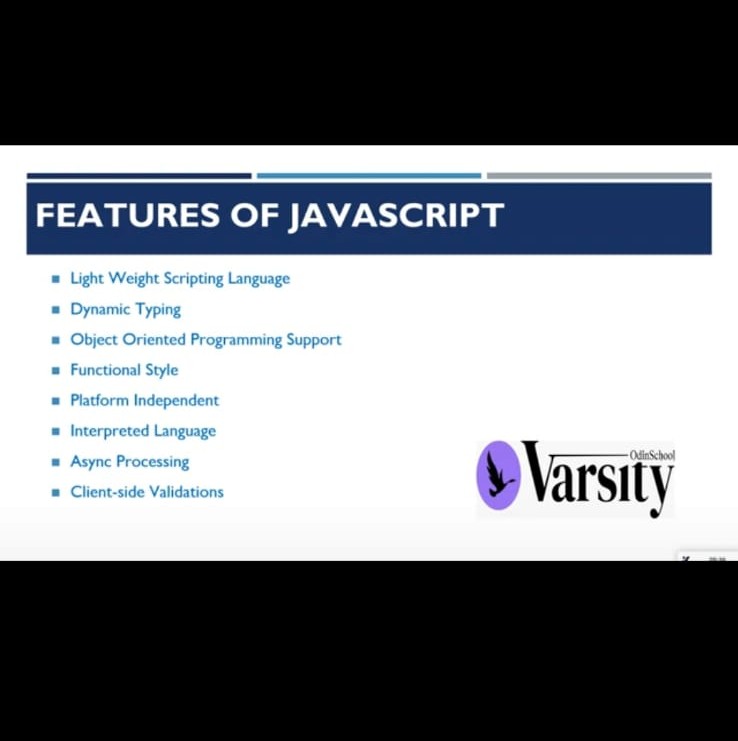 FEATURES OF JAVASCRIPT
Light Weight Scripting Language
Dynamic Typing
Object Oriented Programming Support
Functional Style
Platform Independent
Interpreted Language
Async Processing
Client-side Validations
OdinSchool
Varsity